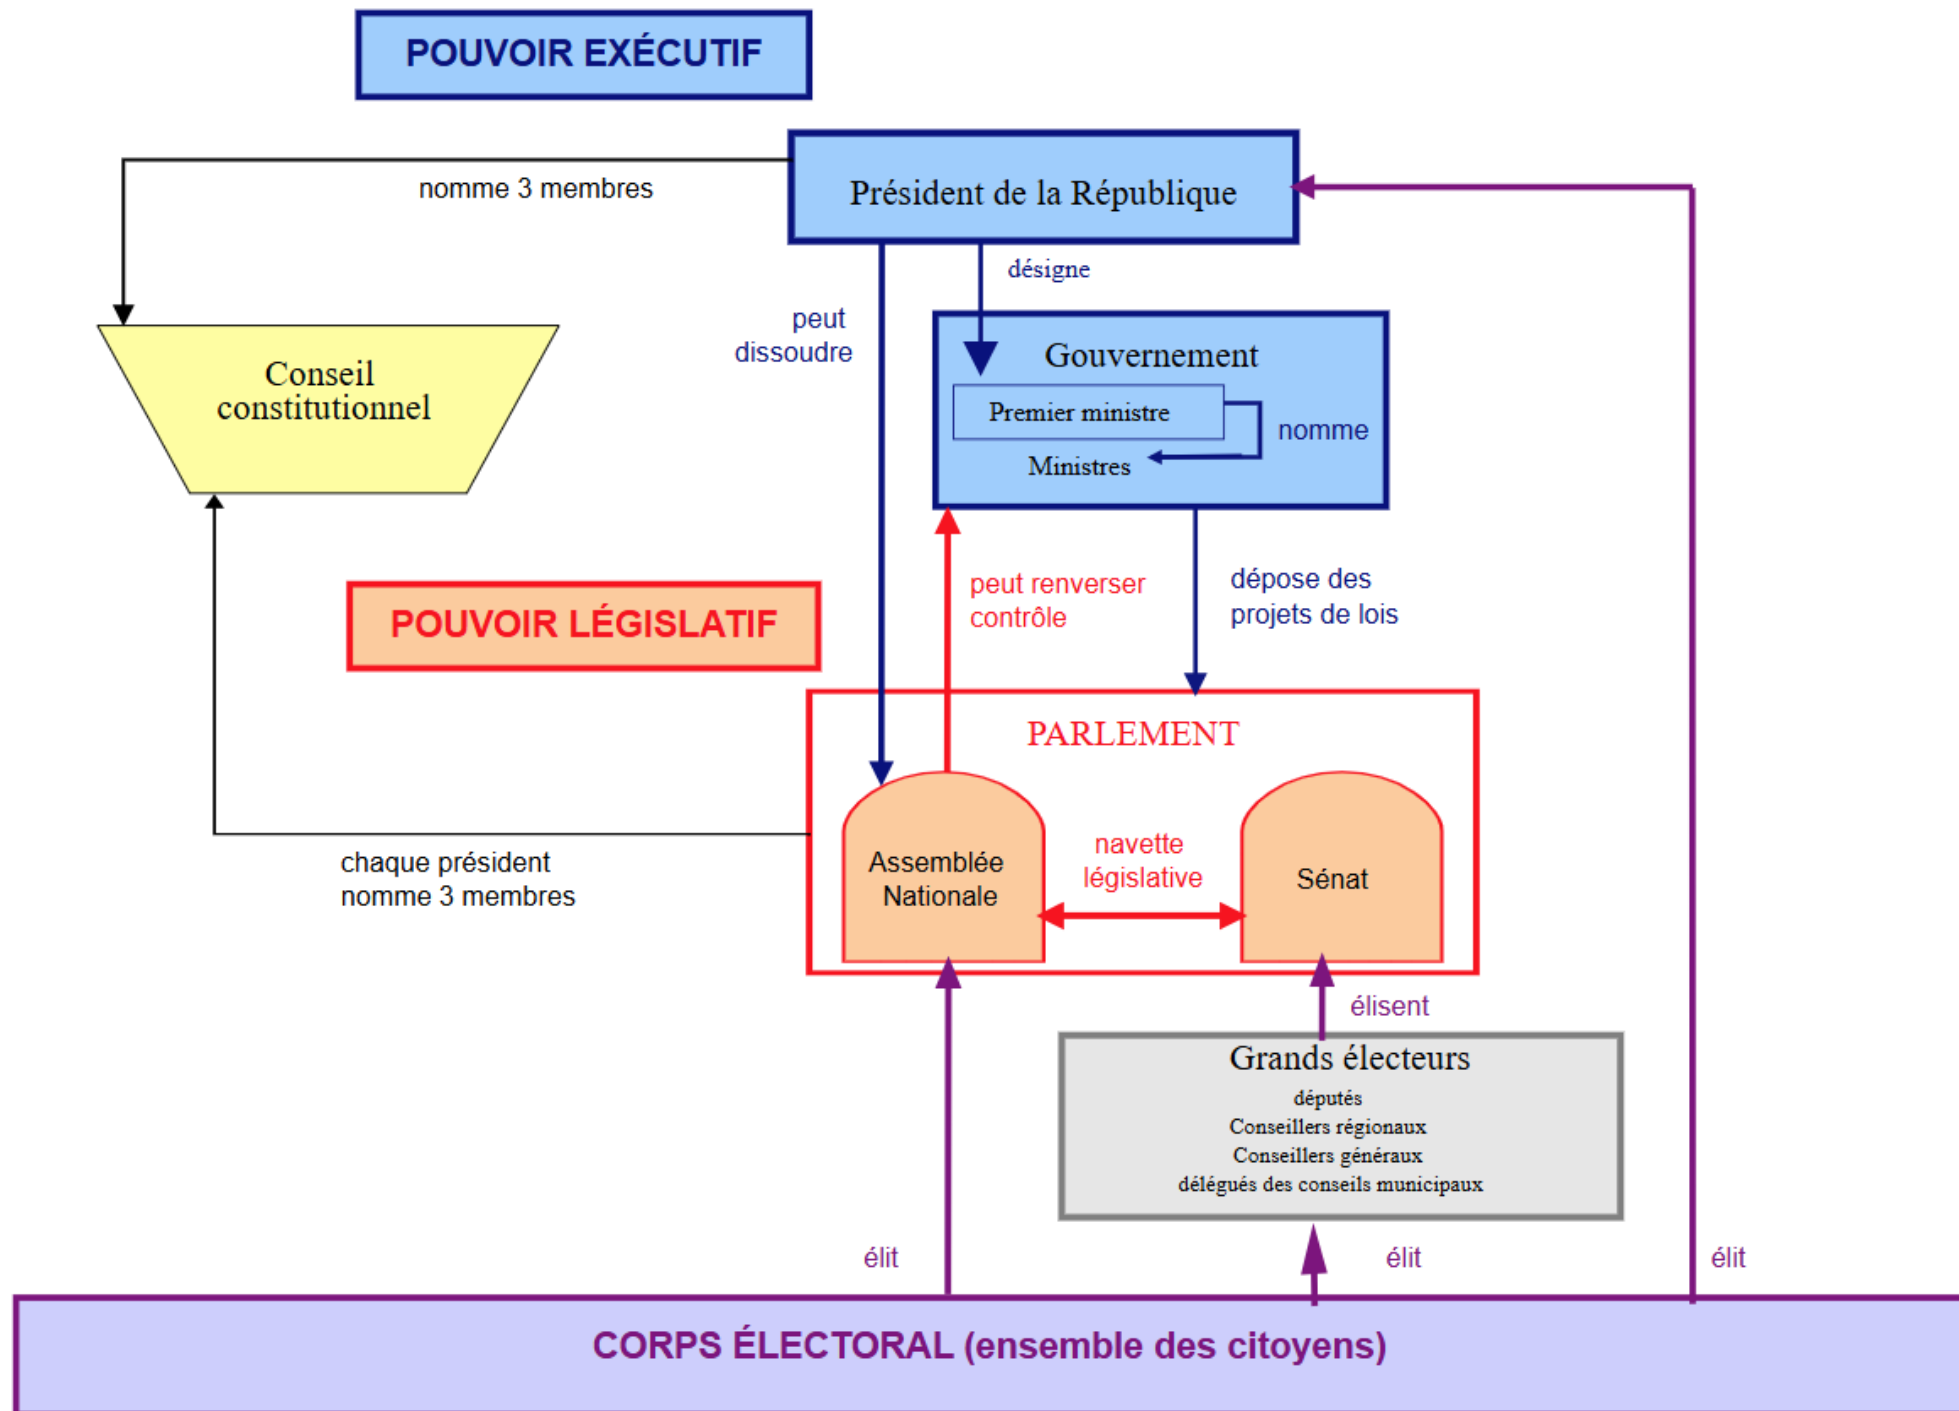 POUVOIR EXÉCUTIF
nomme 3 membres
Président de la République
désigne
peut
dissoudre
Gouvernement
Premier ministre
nomme
Ministres
Conseil
constitutionnel
peut renverser
contrôle
dépose des
projets de lois
POUVOIR LÉGISLATIF
PARLEMENT
Assemblée
Nationale
navette
législative
Sénat
chaque président
nomme 3 membres
élisent
Grands électeurs
députés
Conseillers régionaux
Conseillers généraux
délégués des conseils municipaux
élit
élit
élit
CORPS ÉLECTORAL (ensemble des citoyens)